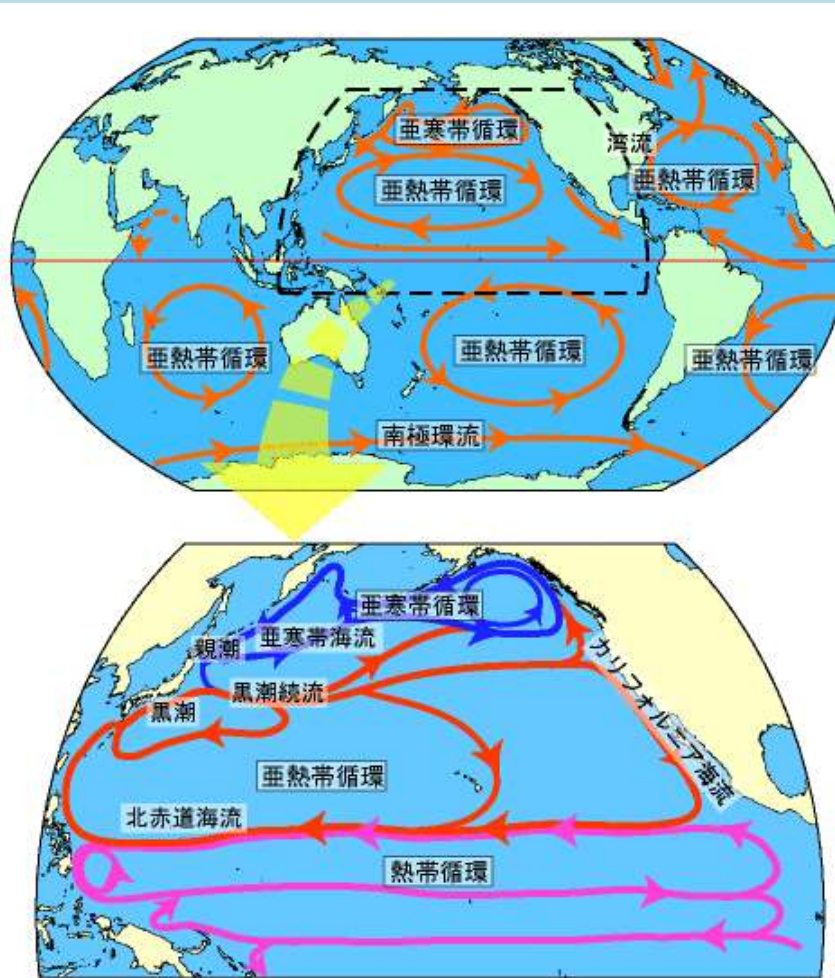 亜寒帯循環
湾流
亜熱帯循環
亜熱帯循環
亜熱帯循環
亜熱帯循環
亜熱帯循環
南極環流
亜寒帯循環
親潮
亜寒帯海流
黒潮続流
黒潮
カリフォルニア海流
亜熱帯循環
北赤道海流
熱帯循環